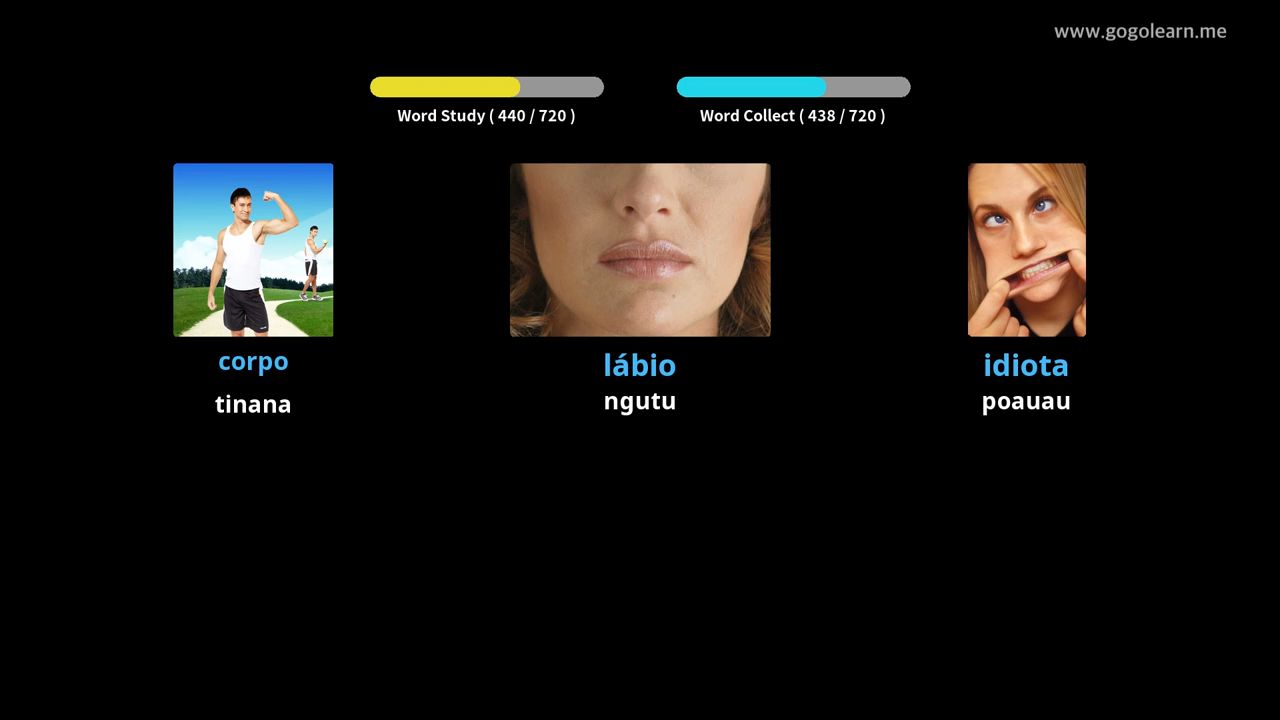 www.gogolearn.me
Word Study ( 440 / 720 )
Word Collect ( 438 / 720 )
corpo
tinana
lábio
ngutu
idiota
poauau